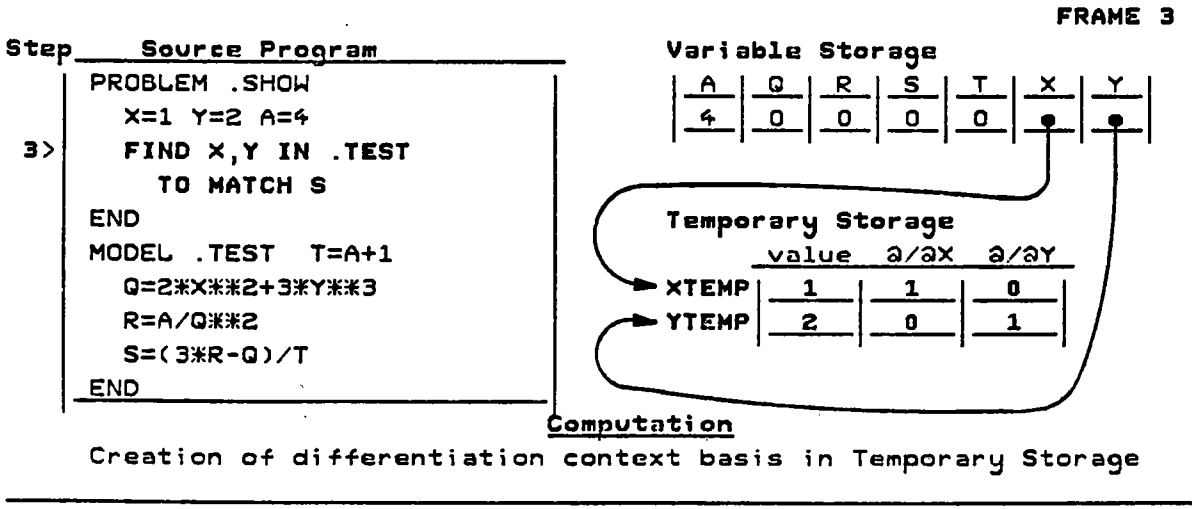 FRAME 3
Step Source Program
PROBLEM .SHOW
X=1 Y=2 A=4
3> FIND X,Y IN .TEST
TO MATCH S
END
MODEL .TEST T=A+1
Q=2*X**2+3*Y**3
R=A/Q**2
S=(3*R-Q)/T
END
Variable Storage
A Q R S T X Y
4 0 0 0 0
Temporary Storage
value ∂/∂X ∂/∂Y
XTEMP 1 1 0
YTEMP 2 0 1
Computation
Creation of differentiation context basis in Temporary Storage